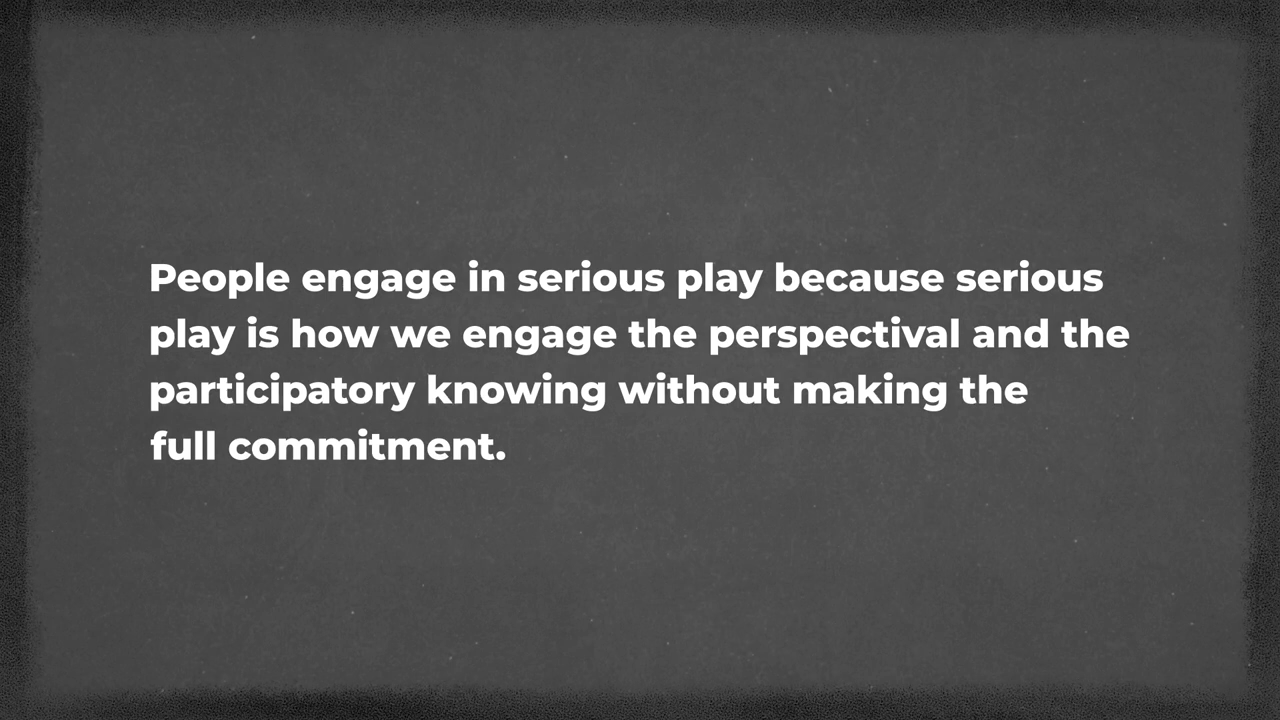 People engage in serious play because serious
play is how we engage the perspectival and the
participatory knowing without making the
full commitment.